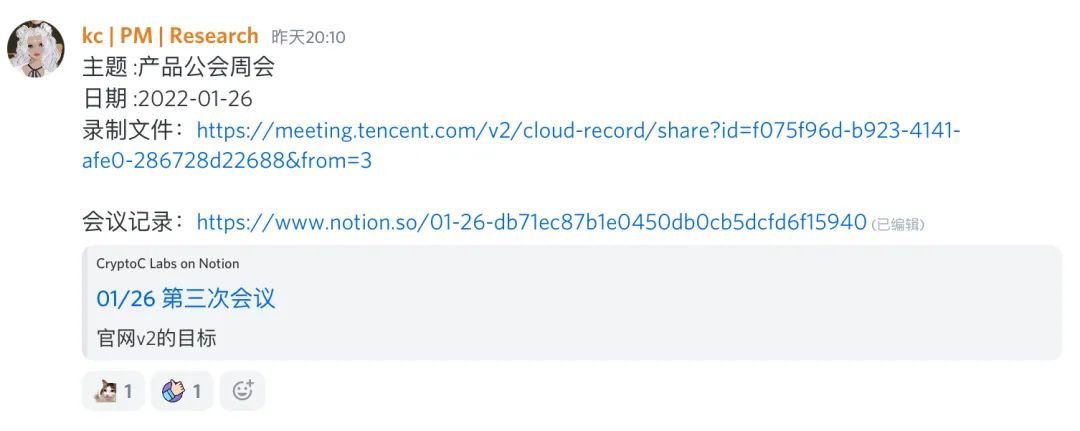 kc | PM | Research 昨天20:10
主题 :产品公会周会
日期 :2022-01-26
录制文件：https://meeting.tencent.com/v2/cloud-record/share?id=f075f96d-b923-4141-
afe0-286728d22688&from=3
会议记录：https://www.notion.so/01-26-db71ec87b1e0450db0cb5dcfd6f15940 (已编辑)
CryptoC Labs on Notion
01/26 第三次会议
官网v2的目标
1 1